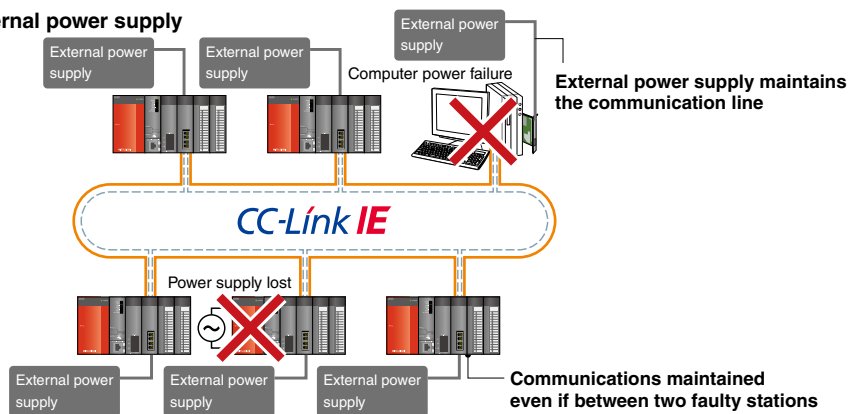 ernal power supply
External power
supply
External power
supply
External power
supply
Computer power failure
External power supply maintains
the communication line
CC-Link IE
Power supply lost
External power
supply
External power
supply
External power
supply
Communications maintained
even if between two faulty stations